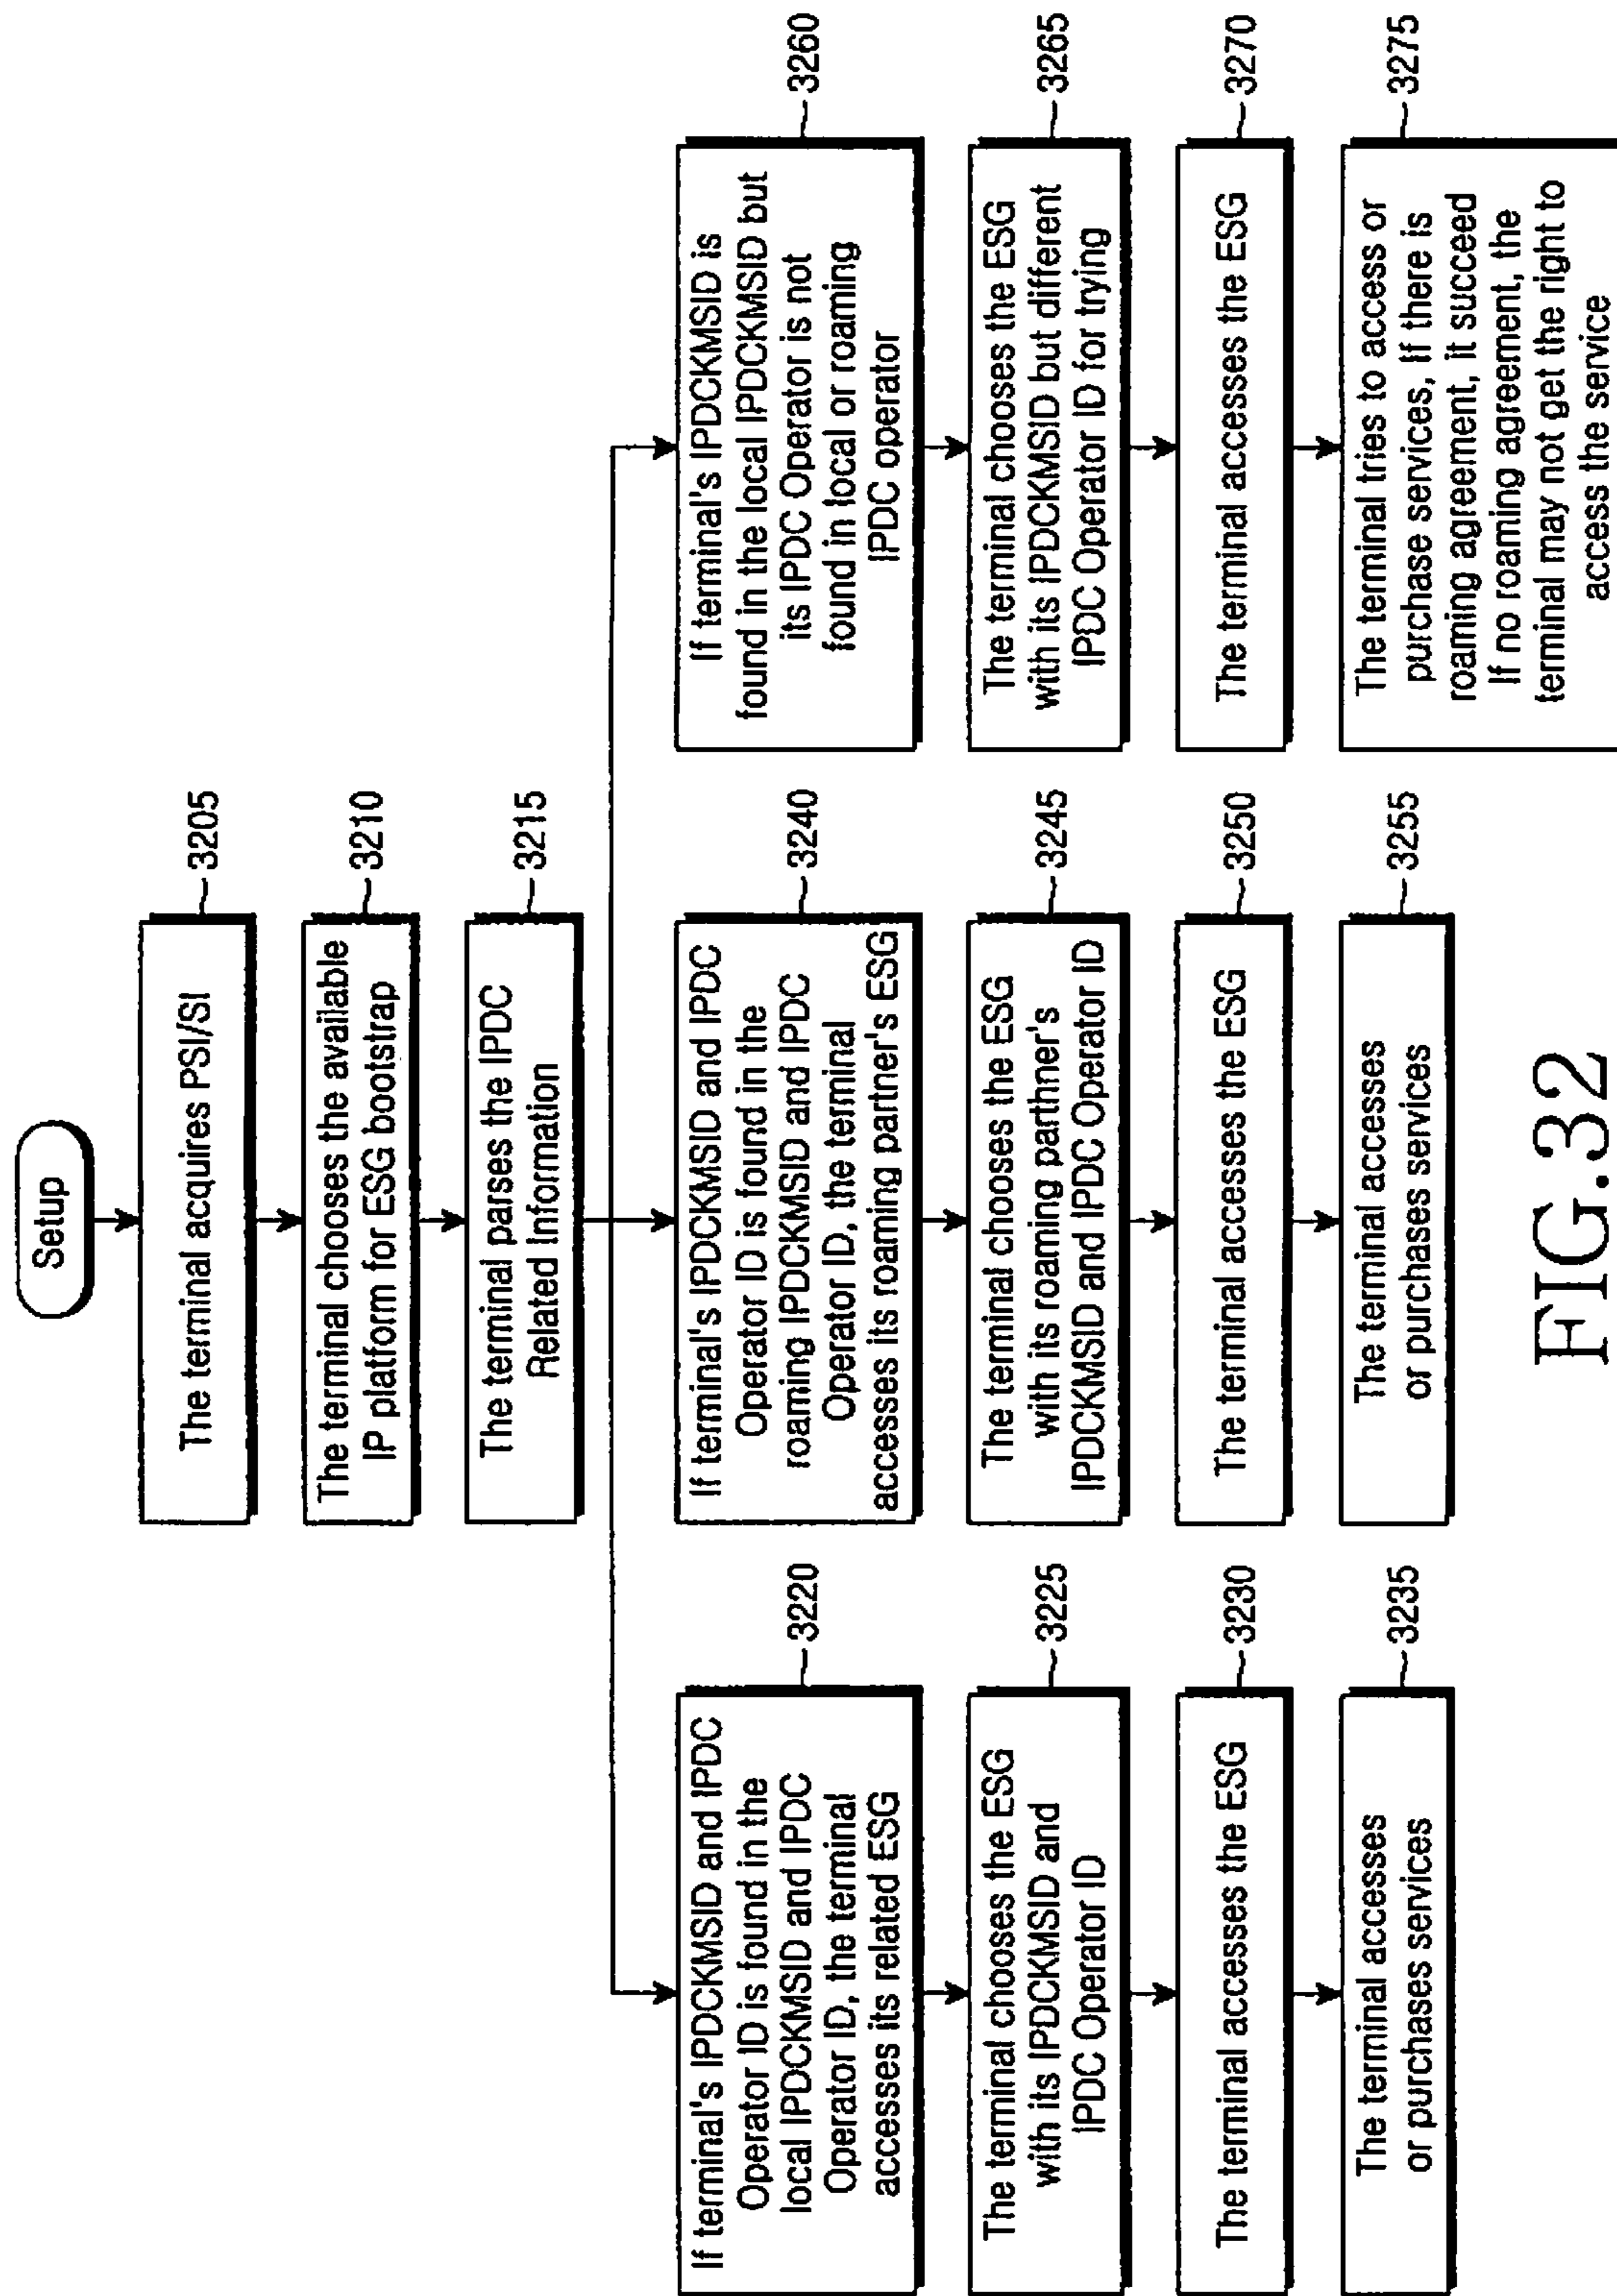 Setup
The terminal acquires PSI/SI
3205
The terminal chooses the available
IP platform for ESG bootstrap
3210
The terminal parses the IPDC
Related Information
3215
If terminal's IPDCKMSID and IPDC
Operator ID is found in the
local IPDCKMSID and IPDC
Operator ID, the terminal
accesses its related ESG
3220
The terminal chooses the ESG
with its IPDCKMSID and
IPDC Operator ID
3225
The terminal accesses the ESG
3230
The terminal accesses
or purchases services
3235
If terminal's IPDCKMSID and IPDC
Operator ID is found in the
roaming IPDCKMSID and IPDC
Operator ID, the terminal
accesses its roaming partner's ESG
3240
The terminal chooses the ESG
with its roaming parthner's
IPDCKMSID and IPDC Operator ID
3245
The terminal accesses the ESG
3250
The terminal accesses
or purchases services
3255
If terminal's IPDCKMSID is
found in the local IPDCKMSID but
its IPDC Operator is not
found in local or roaming
IPDC operator
3260
The terminal chooses the ESG
with its IPDCKMSID but different
IPDC Operator ID for trying
3265
The terminal accesses the ESG
3270
The terminal tries to access or
purchase services, If there is
roaming agreement, it succeed
If no roaming agreement, the
terminal may not get the right to
access the service
3275
FIG.32